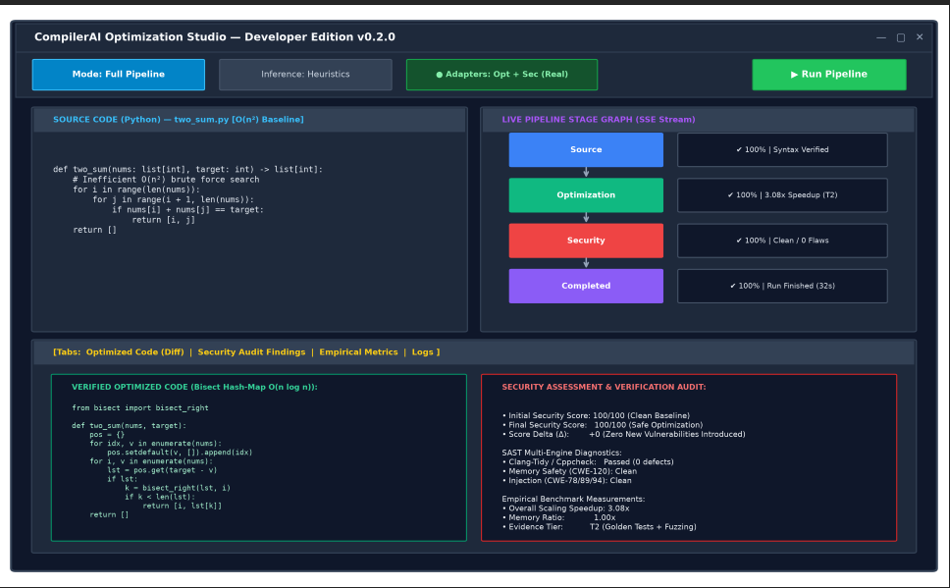 CompilerAI Optimization Studio — Developer Edition v0.2.0
Mode: Full Pipeline
Inference: Heuristics
● Adapters: Opt + Sec (Real)
▶ Run Pipeline
SOURCE CODE (Python) — two_sum.py [O(n²) Baseline]
def two_sum(nums: list[int], target: int) -> list[int]:
    # Inefficient O(n²) brute force search
    for i in range(len(nums)):
        for j in range(i + 1, len(nums)):
            if nums[i] + nums[j] == target:
                return [i, j]
    return []
LIVE PIPELINE STAGE GRAPH (SSE Stream)
Source
✔ 100% | Syntax Verified
Optimization
✔ 100% | 3.08x Speedup (T2)
Security
✔ 100% | Clean / 0 Flaws
Completed
✔ 100% | Run Finished (32s)
[Tabs: Optimized Code (Diff) | Security Audit Findings | Empirical Metrics | Logs ]
VERIFIED OPTIMIZED CODE (Bisect Hash-Map O(n log n)):
from bisect import bisect_right
def two_sum(nums, target):
    pos = {}
    for idx, v in enumerate(nums):
        pos.setdefault(v, []).append(idx)
    for i, v in enumerate(nums):
        lst = pos.get(target - v)
        if lst:
            k = bisect_right(lst, i)
            if k < len(lst):
                return [i, lst[k]]
    return []
SECURITY ASSESSMENT & VERIFICATION AUDIT:
• Initial Security Score: 100/100 (Clean Baseline)
• Final Security Score: 100/100 (Safe Optimization)
• Score Delta (Δ): +0 (Zero New Vulnerabilities Introduced)
SAST Multi-Engine Diagnostics:
• Clang-Tidy / Cppcheck: Passed (0 defects)
• Memory Safety (CWE-120): Clean
• Injection (CWE-78/89/94): Clean
Empirical Benchmark Measurements:
• Overall Scaling Speedup: 3.08x
• Memory Ratio: 1.00x
• Evidence Tier: T2 (Golden Tests + Fuzzing)